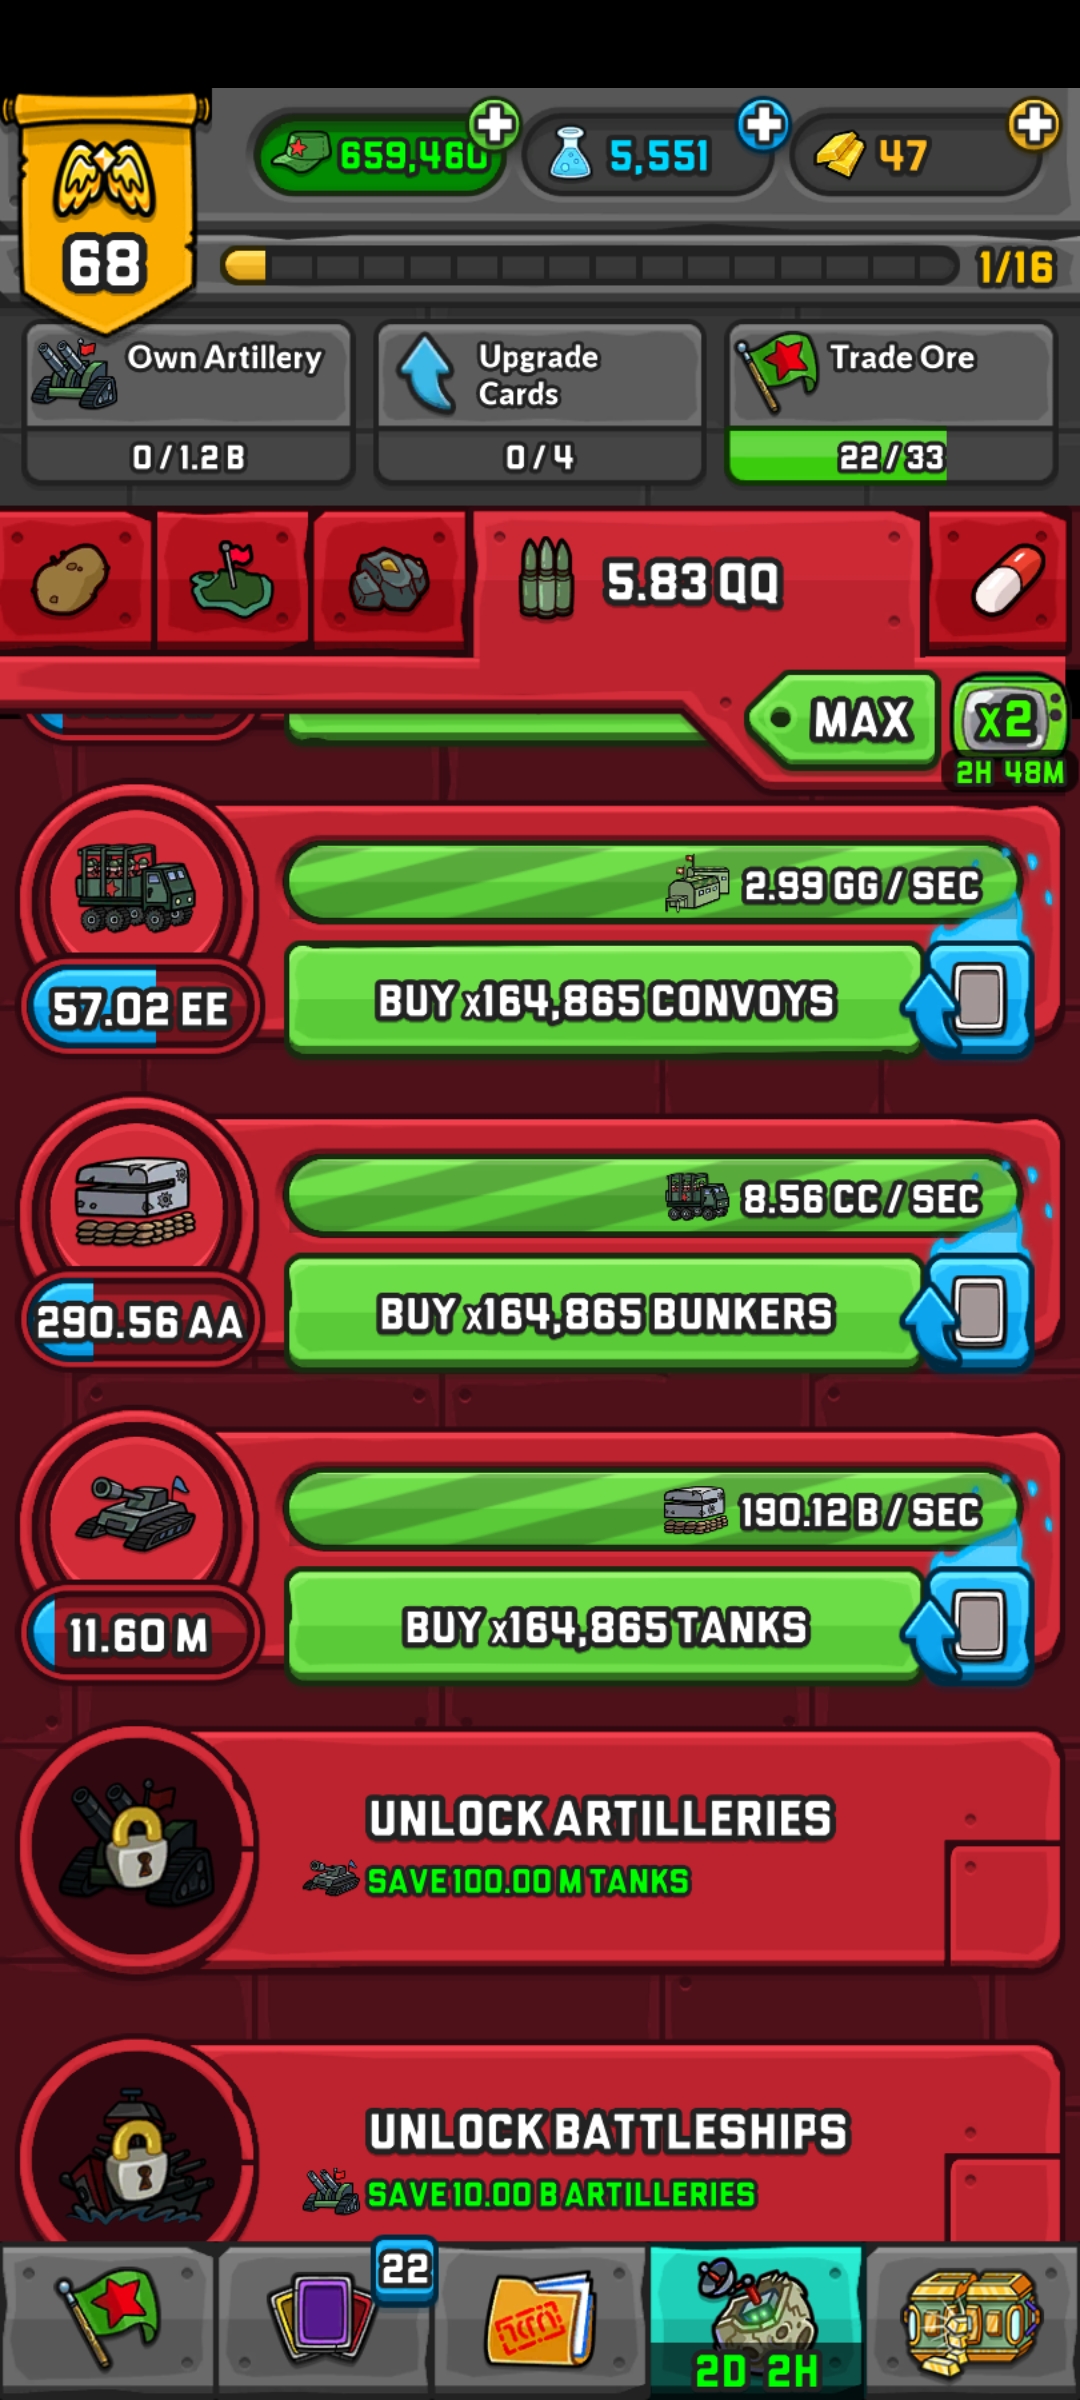 659,460
5,551
47
68
1/16
Own Artillery
0 / 1.2 B
Upgrade
Cards
0 / 4
Trade Ore
22 / 33
5.83 QQ
MAX
x2
2H 48M
2.99 GG / SEC
57.02 EE
BUY x164,865 CONVOYS
8.56 CC / SEC
290.56 AA
BUY x164,865 BUNKERS
190.12 B / SEC
11.60 M
BUY x164,865 TANKS
UNLOCK ARTILLERIES
SAVE 100.00 M TANKS
UNLOCK BATTLESHIPS
SAVE 10.00 B ARTILLERIES
22
2D 2H